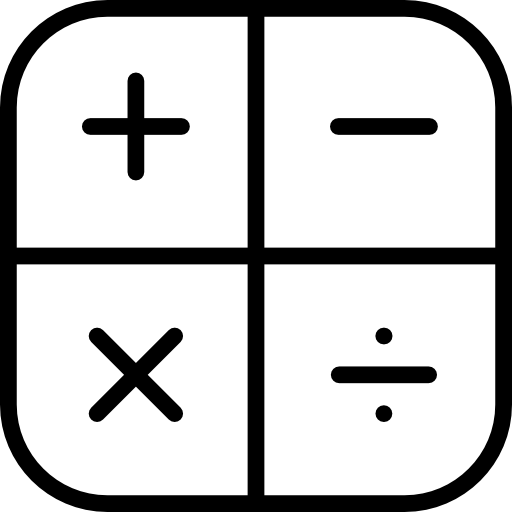 + −
× ÷